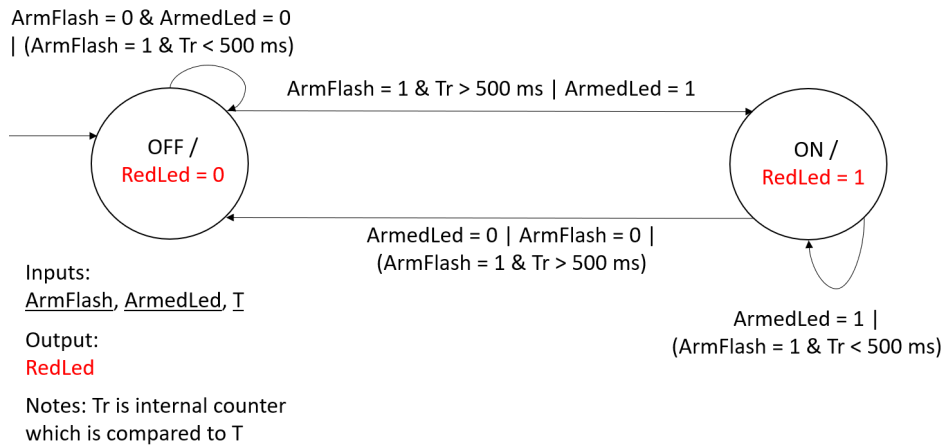 ArmFlash = 0 & ArmedLed = 0
| (ArmFlash = 1 & Tr < 500 ms)
ArmFlash = 1 & Tr > 500 ms | ArmedLed = 1
OFF /
RedLed = 0
ON /
RedLed = 1
ArmedLed = 0 | ArmFlash = 0 |
(ArmFlash = 1 & Tr > 500 ms)
ArmedLed = 1 |
(ArmFlash = 1 & Tr < 500 ms)
Inputs:
ArmFlash, ArmedLed, T
Output:
RedLed
Notes: Tr is internal counter
which is compared to T